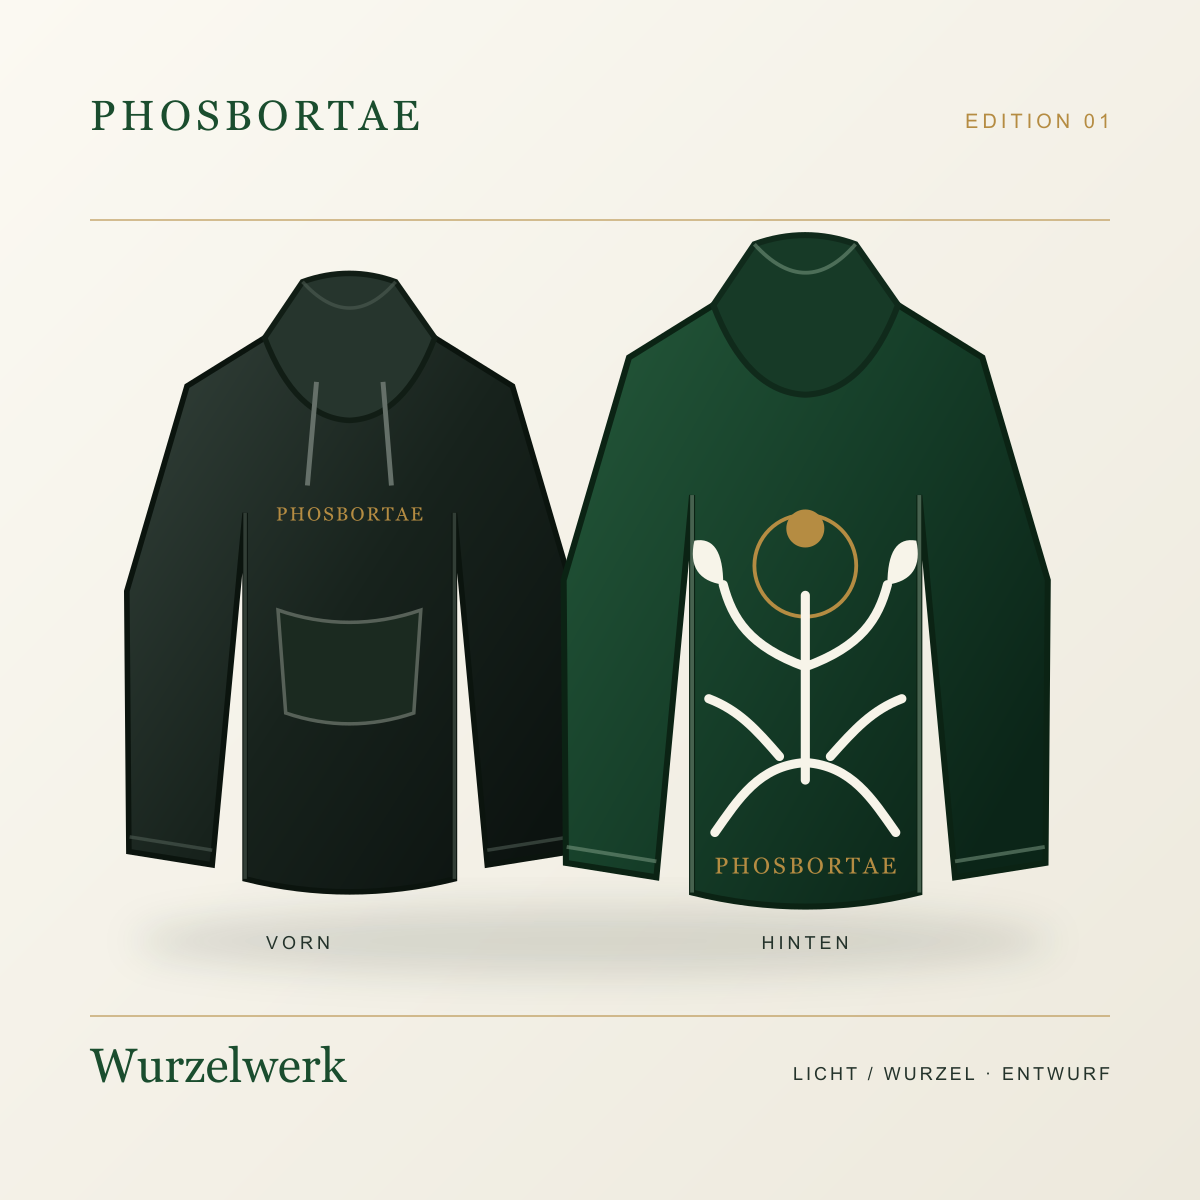 PHOSBORTAE
EDITION 01
PHOSBORTAE
PHOSBORTAE
VORN
HINTEN
Wurzelwerk
LICHT / WURZEL · ENTWURF